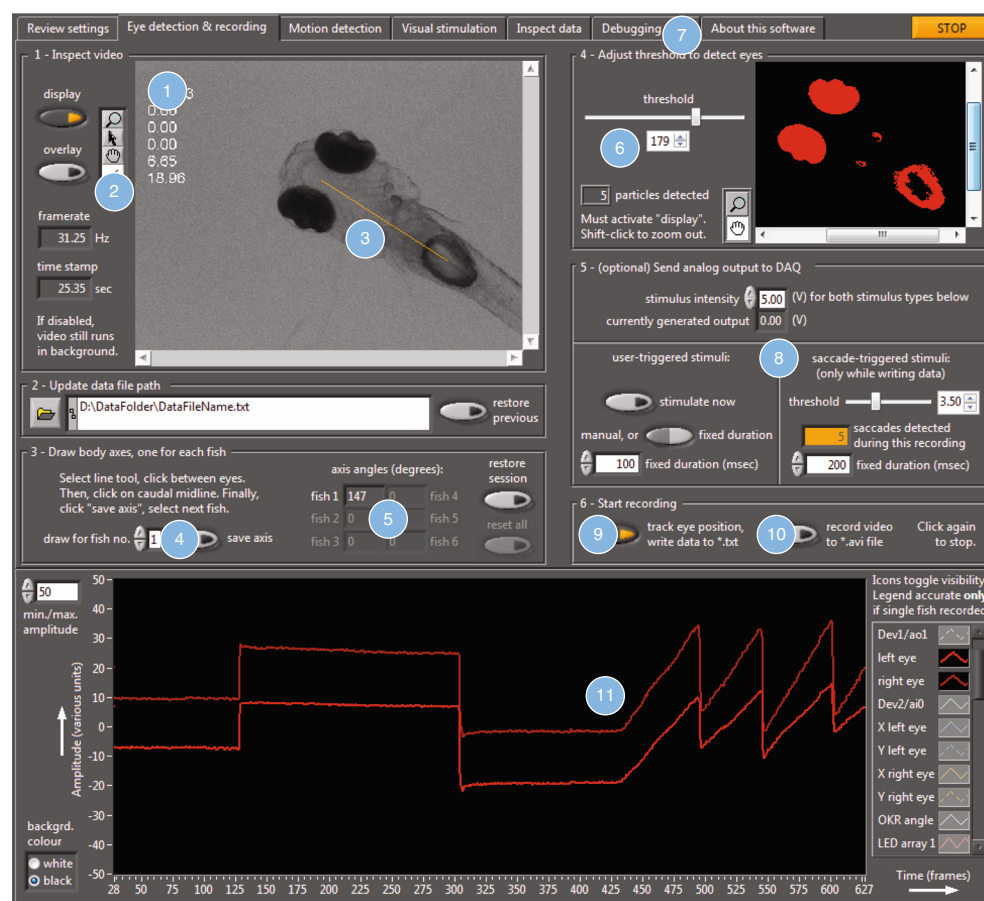 Review settings
Eye detection & recording
Motion detection
Visual stimulation
Inspect data
Debugging
7
About this software
STOP
1 - Inspect video
display
overlay
framerate
31.25 Hz
time stamp
25.35 sec
If disabled,
video still runs
in background.
1
3
0.00
0.00
0.00
6.65
18.96
2
3
2 - Update data file path
D:\DataFolder\DataFileName.txt
restore
previous
3 - Draw body axes, one for each fish
Select line tool, click between eyes.
Then, click on caudal midline. Finally,
click "save axis", select next fish.
draw for fish no. 1
4
save axis
axis angles (degrees):
fish 1 147 0 fish 4
fish 2 0 fish 5
fish 3 0 0 fish 6
5
restore
session
reset all
4 - Adjust threshold to detect eyes
threshold
6
179
5 particles detected
Must activate "display".
Shift-click to zoom out.
5 - (optional) Send analog output to DAQ
stimulus intensity 5.00 (V) for both stimulus types below
currently generated output 0.00 (V)
user-triggered stimuli:
stimulate now
manual, or fixed duration
100 fixed duration (msec)
8
saccade-triggered stimuli:
(only while writing data)
threshold 3.50
5 saccades detected
during this recording
200 fixed duration (msec)
6 - Start recording
9
track eye position,
write data to *.txt
10
record video
to *.avi file
Click again
to stop.
50
min./max.
amplitude
Amplitude (various units)
50
40
30
20
10
0
-10
-20
-30
-40
-50
backgrd.
colour
white
black
11
28 50 75 100 125 150 175 200 225 250 275 300 325 350 375 400 425 450 475 500 525 550 575 600 627
Icons toggle visibility
Legend accurate only
if single fish recorded
Dev1/ao1
left eye
right eye
Dev2/ai0
X left eye
Y left eye
X right eye
Y right eye
OKR angle
LED array 1
Time (frames)